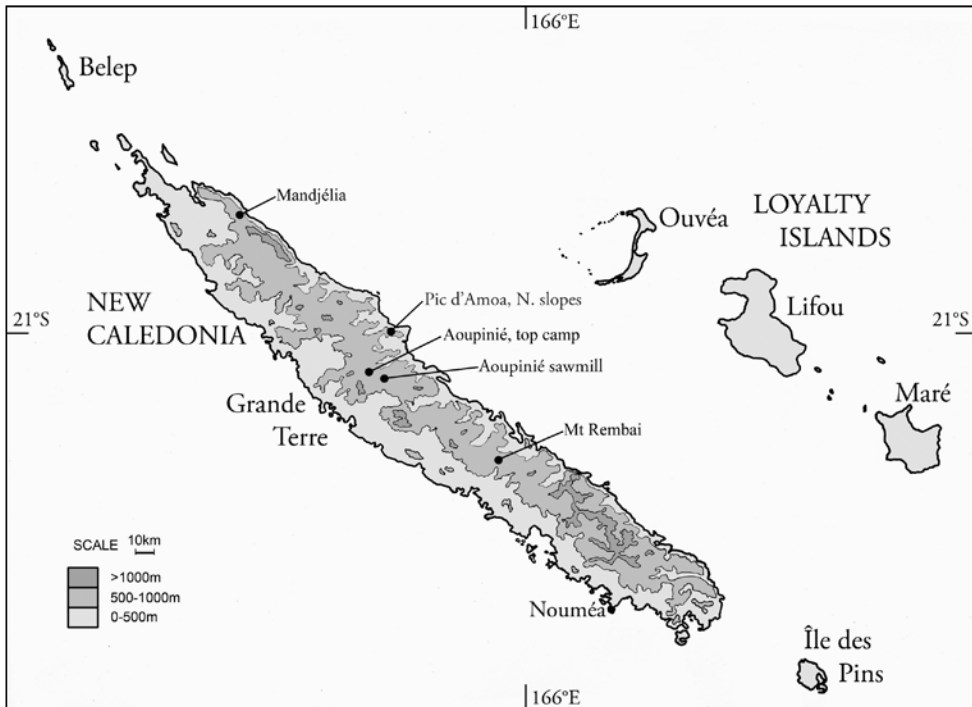 166°E
Belep
Mandjélia
Ouvéa
LOYALTY
ISLANDS
NEW
CALEDONIA
Pic d'Amoa, N. slopes
Lifou
21°S
21°S
Aoupinié, top camp
Aoupinié sawmill
Maré
Grande
Terre
Mt Rembai
SCALE 10km
>1000m
500-1000m
0-500m
Nouméa
Île des
Pins
166°E